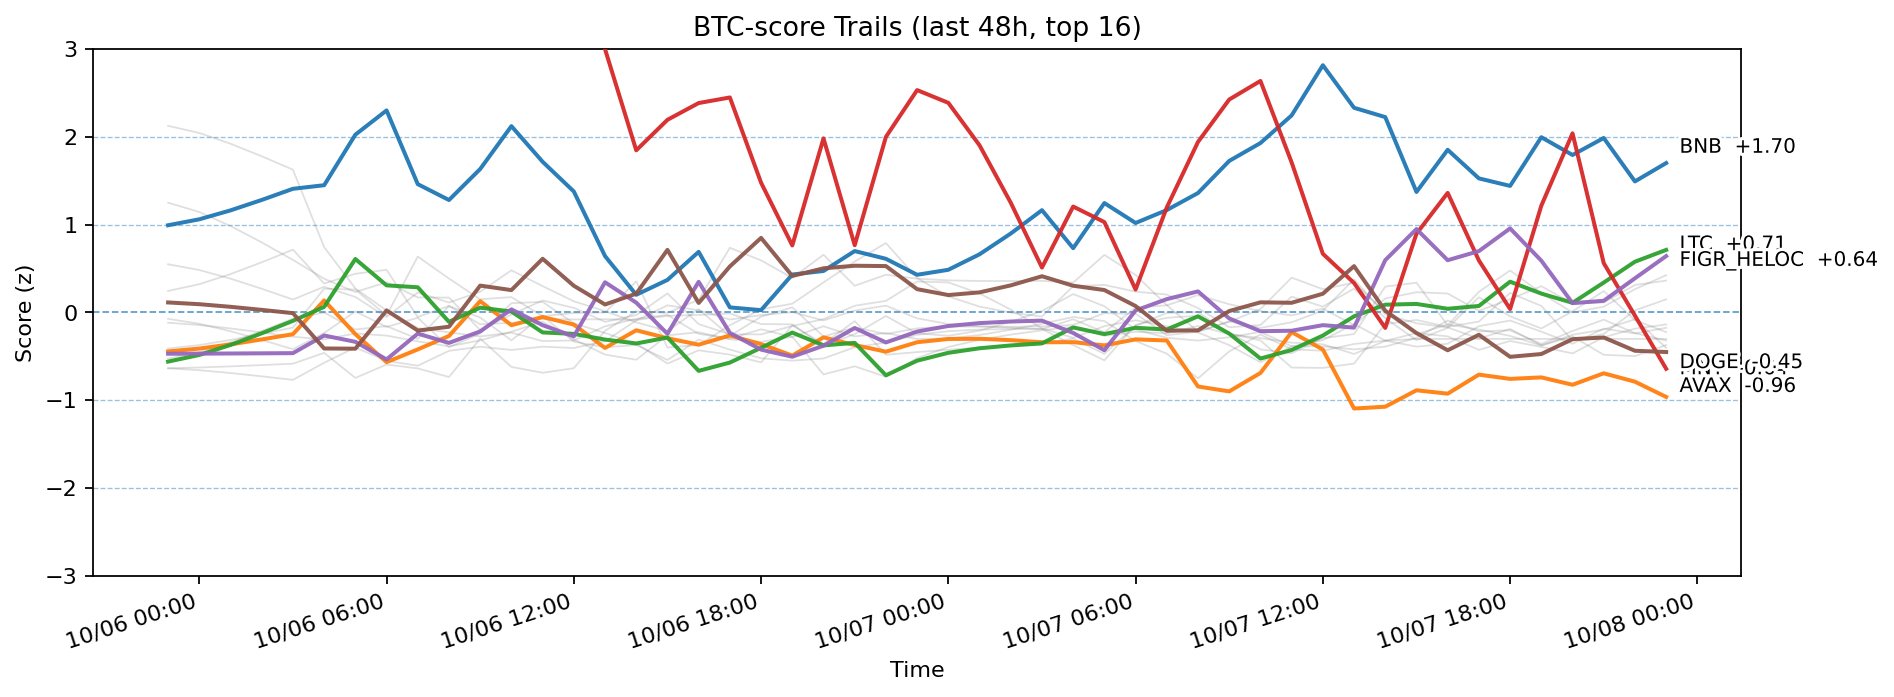 BTC-score Trails (last 48h, top 16)
Score (z)
3
2
1
0
−1
−2
−3
BNB +1.70
LTC +0.71
FIGR_HELOC +0.64
DOGE -0.45
AVAX -0.96
10/06 00:00
10/06 06:00
10/06 12:00
10/06 18:00
10/07 00:00
10/07 06:00
10/07 12:00
10/07 18:00
10/08 00:00
Time